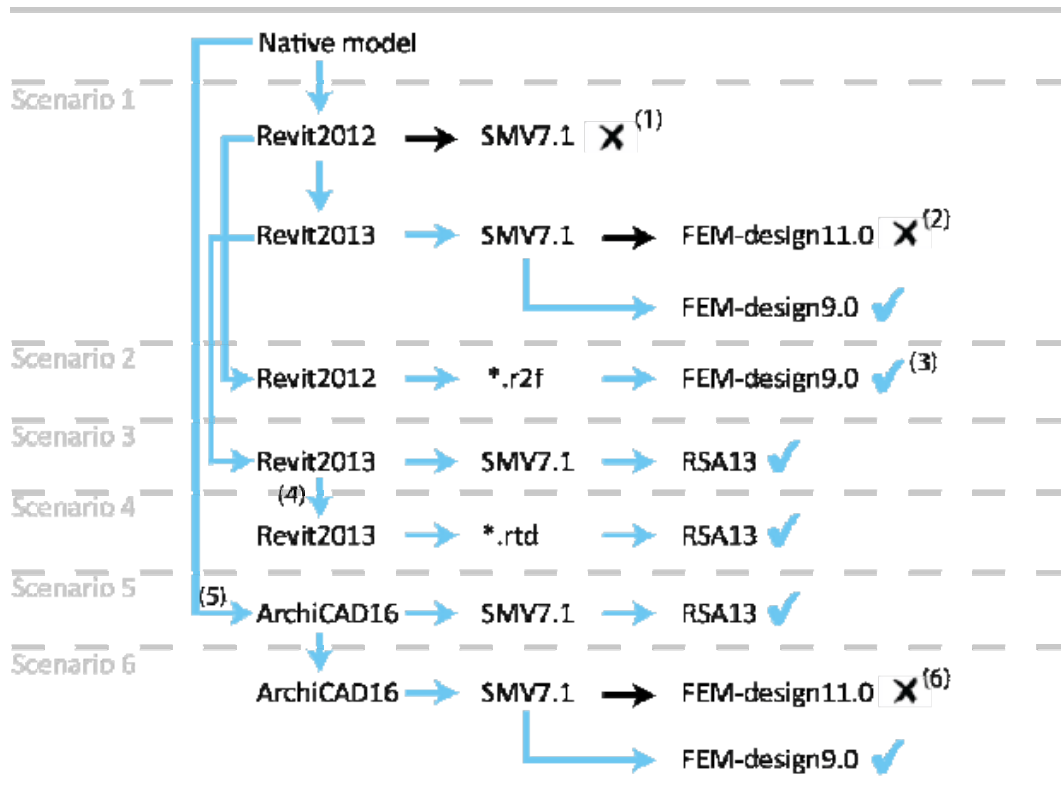 Native model
Scenario 1
Revit2012 SMV7.1 (1)
Revit2013 SMV7.1 FEM-design11.0 (2)
FEM-design9.0
Scenario 2
Revit2012 *.r2f FEM-design9.0 (3)
Scenario 3
Revit2013 SMV7.1 RSA13
(4)
Scenario 4
Revit2013 *.rtd RSA13
Scenario 5
(5) ArchiCAD16 SMV7.1 RSA13
Scenario 6
ArchiCAD16 SMV7.1 FEM-design11.0 (6)
FEM-design9.0